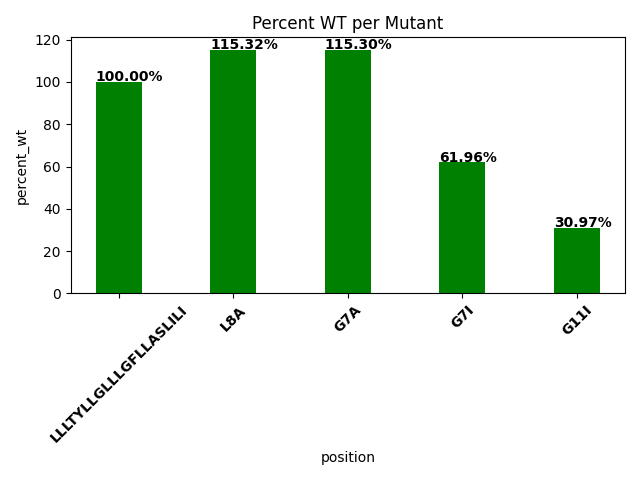 Percent WT per Mutant
percent_wt
120
100
80
60
40
20
0
100.00%
115.32%
115.30%
61.96%
30.97%
LLLTYLLGLLLGFLLASLILI
L8A
G7A
G7I
G11I
position